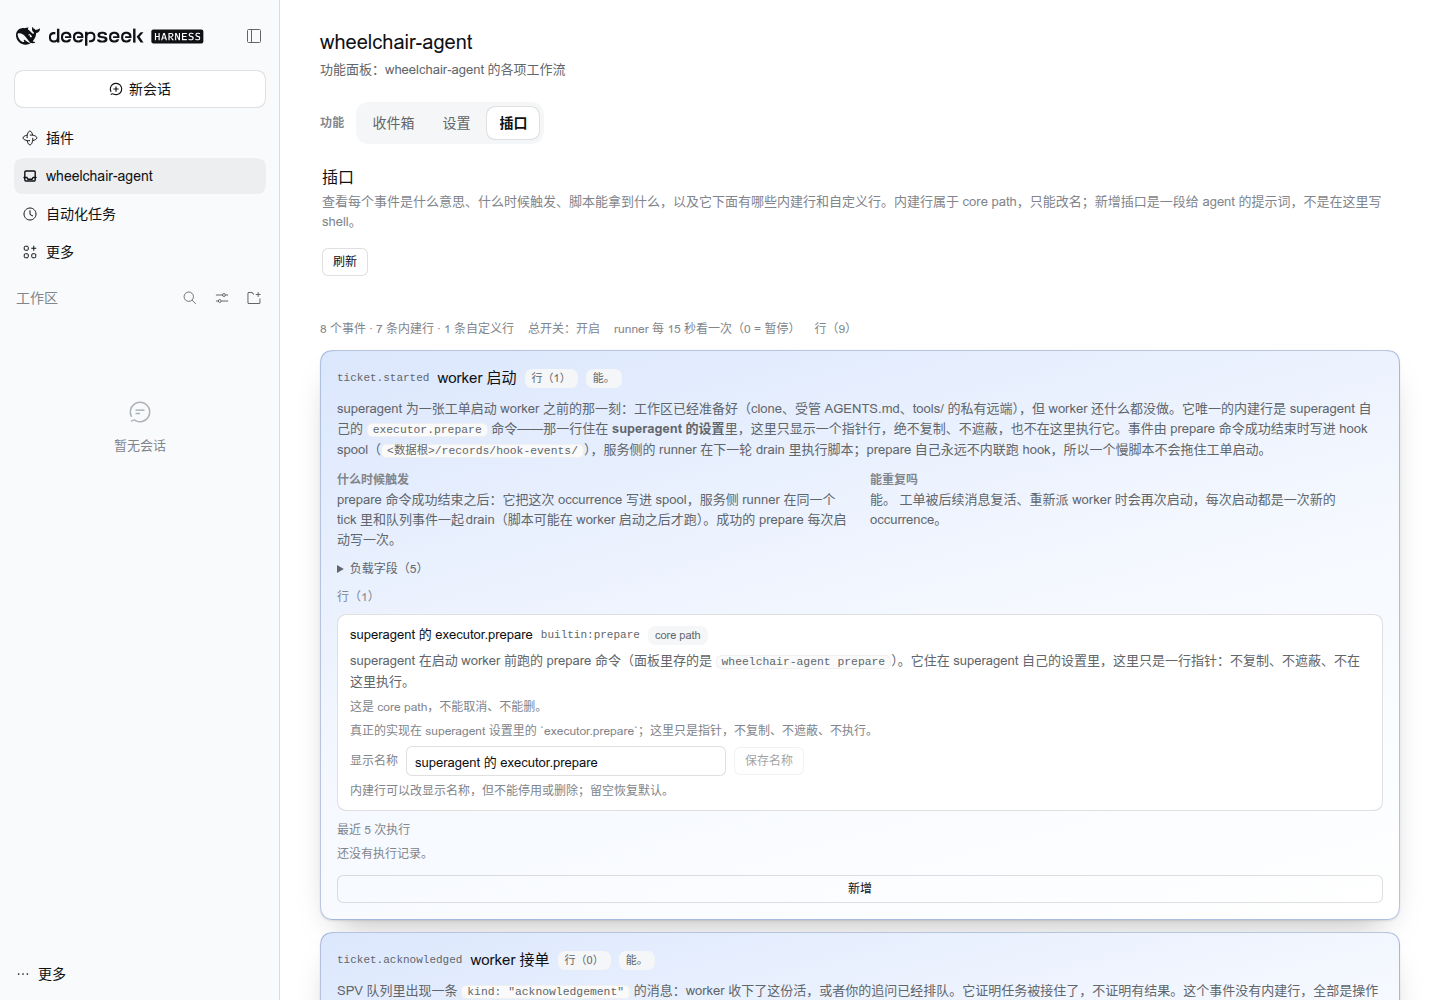 deepseek HARNESS
新会话
插件
wheelchair-agent
自动化任务
更多
工作区
暂无会话
更多
wheelchair-agent
功能面板：wheelchair-agent 的各项工作流
功能 收件箱 设置 插口
插口
查看每个事件是什么意思、什么时候触发、脚本能拿到什么，以及它下面有哪些内建行和自定义行。内建行属于 core path，只能改名；新增插口是一段给 agent 的提示词，不是在这里写
shell。
刷新
8 个事件 · 7 条内建行 · 1 条自定义行 总开关：开启 runner 每 15 秒看一次（0 = 暂停） 行（9）
ticket.started worker 启动 行（1） 能。
superagent 为一张工单启动 worker 之前的那一刻：工作区已经准备好（clone、受管 AGENTS.md、tools/ 的私有远端），但 worker 还什么都没做。它唯一的内建行是 superagent 自
己的 executor.prepare 命令——那一行住在 superagent 的设置里，这里只显示一个指针行，绝不复制、不遮蔽，也不在这里执行它。事件由 prepare 命令成功结束时写进 hook
spool（ <数据根>/records/hook-events/ ），服务侧的 runner 在下一轮 drain 里执行脚本；prepare 自己永远不内联跑 hook，所以一个慢脚本不会拖住工单启动。
什么时候触发
prepare 命令成功结束之后：它把这次 occurrence 写进 spool，服务侧 runner 在同一个
tick 里和队列事件一起 drain（脚本可能在 worker 启动之后才跑）。成功的 prepare 每次启
动写一次。
能重复吗
能。 工单被后续消息复活、重新派 worker 时会再次启动，每次启动都是一次新的
occurrence。
负载字段（5）
行（1）
superagent 的 executor.prepare builtin:prepare core path
superagent 在启动 worker 前跑的 prepare 命令（面板里存的是 wheelchair-agent prepare ）。它住在 superagent 自己的设置里，这里只是一行指针：不复制、不遮蔽、不在
这里执行。
这是 core path，不能取消、不能删。
真正的实现在 superagent 设置里的 `executor.prepare`；这里只是指针，不复制、不遮蔽、不执行。
显示名称 superagent 的 executor.prepare 保存名称
内建行可以改显示名称，但不能停用或删除；留空恢复默认。
最近 5 次执行
还没有执行记录。
新增
ticket.acknowledged worker 接单 行（0） 能。
SPV 队列里出现一条 kind: "acknowledgement" 的消息：worker 收下了这份活，或者你的追问已经排队。它证明任务被接住了，不证明有结果。这个事件没有内建行，全部是操作